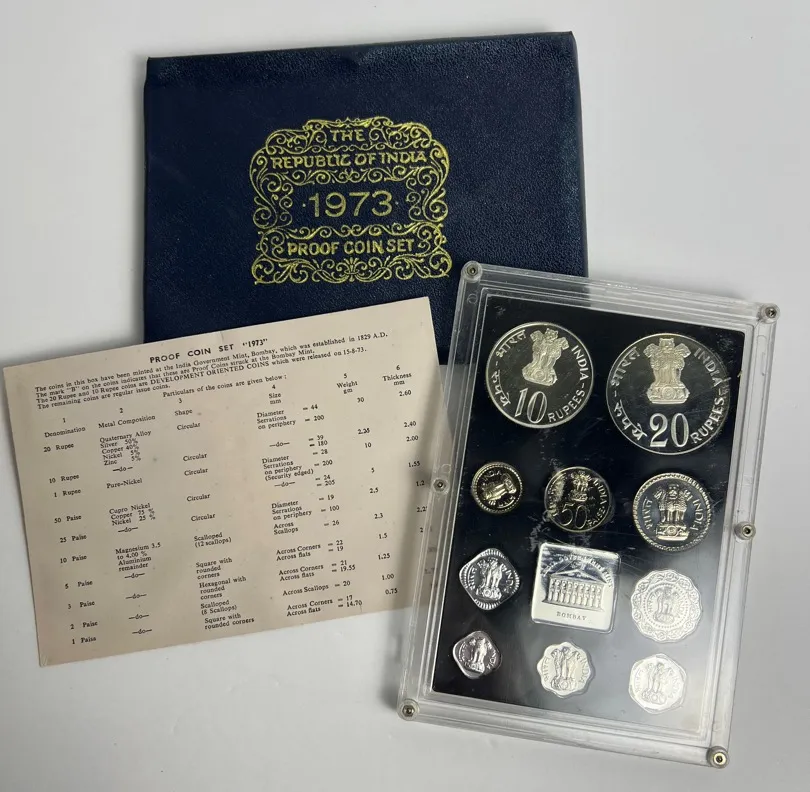 THE
REPUBLIC OF INDIA
·1973·
PROOF COIN SET
PROOF COIN SET "1973"
The coins in this box have been minted at the India Government Mint, Bombay, which was established in 1829 A.D.
The mark "B" on the coins indicates that these are Proof Coins struck at the Bombay Mint.
The 20 Rupee and 10 Rupee coins are DEVELOPMENT ORIENTED COINS which were released on 15-8-73.
The remaining coins are regular issue coins.
Particulars of the coins are given below :
1 2 3 4 5 6
Denomination Metal Composition Shape Size mm Weight gm Thickness mm
20 Rupee Quaternary Alloy Silver 50% Copper 40% Nickel 5% Zinc 5% Circular Diameter = 44 Serrations on periphery = 200 30 2.60
10 Rupee —do— Circular —do— = 39 = 180 2.40
1 Rupee Pure-Nickel Circular Diameter = 28 Serrations on periphery = 200 (Security edged) 10 2.00
50 Paise Cupro Nickel Copper 75 % Nickel 25 % Circular —do— = 24 = 205 5 1.55
25 Paise —do— Circular Diameter = 19 Serrations on periphery = 100 2.5
10 Paise Magnesium 3.5 to 4.00 % Aluminium remainder Scalloped (12 scallops) Across Scallops = 26 2.3
5 Paise —do— Square with rounded corners Across Corners = 22 Across flats = 19 1.5
3 Paise —do— Hexagonal with rounded corners Across Corners = 21 Across flats = 19.55 1.25
2 Paise —do— Scalloped (8 Scallops) Across Scallops = 20 1.00
1 Paisa —do— Square with rounded corners Across Corners = 17 Across flats = 14.70 0.75
भारत INDIA
रुपये 10 RUPEES
भारत INDIA
रुपये 20 RUPEES
50
PAISE
भारत INDIA
BOMBAY